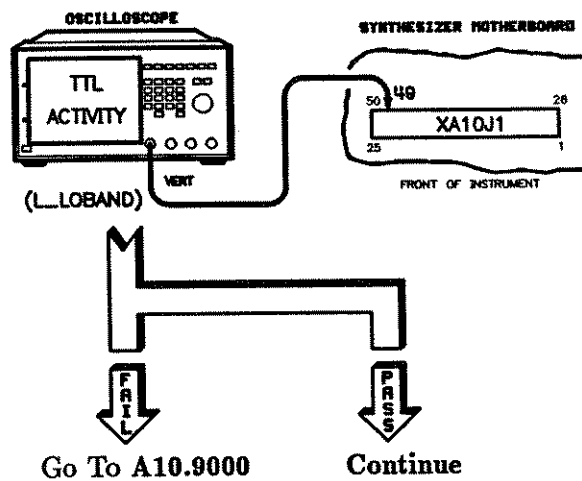 OSCILLOSCOPE
SYNTHESIZER MOTHERBOARD
TTL
ACTIVITY
50
49
26
XA10J1
25
1
VERT
FRONT OF INSTRUMENT
(L_LOBAND)
FAIL
PASS
Go To A10.9000
Continue